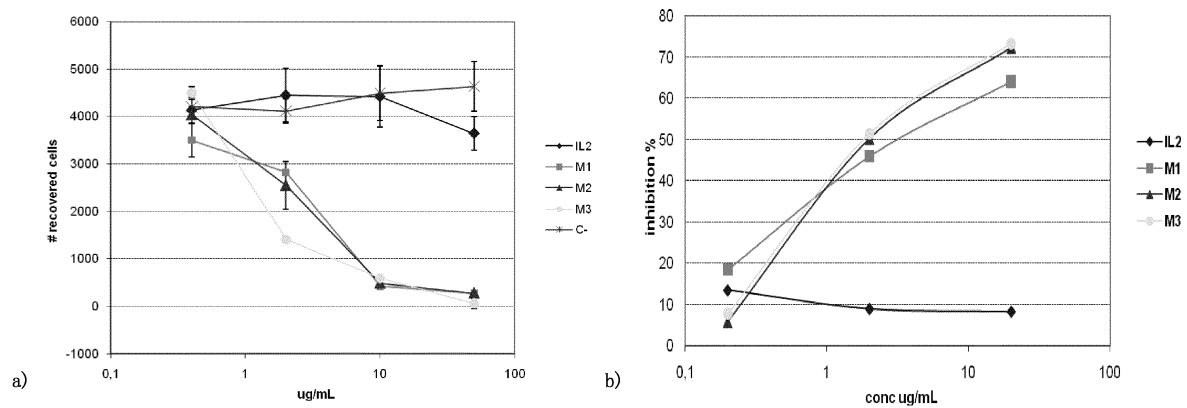 # recovered cells
6000
5000
4000
3000
2000
1000
0
-1000
0,1
1
10
100
ug/mL
IL2
M1
M2
M3
C-
a)
inhibition %
80
70
60
50
40
30
20
10
0
0,1
1
10
100
conc ug/mL
IL2
M1
M2
M3
b)